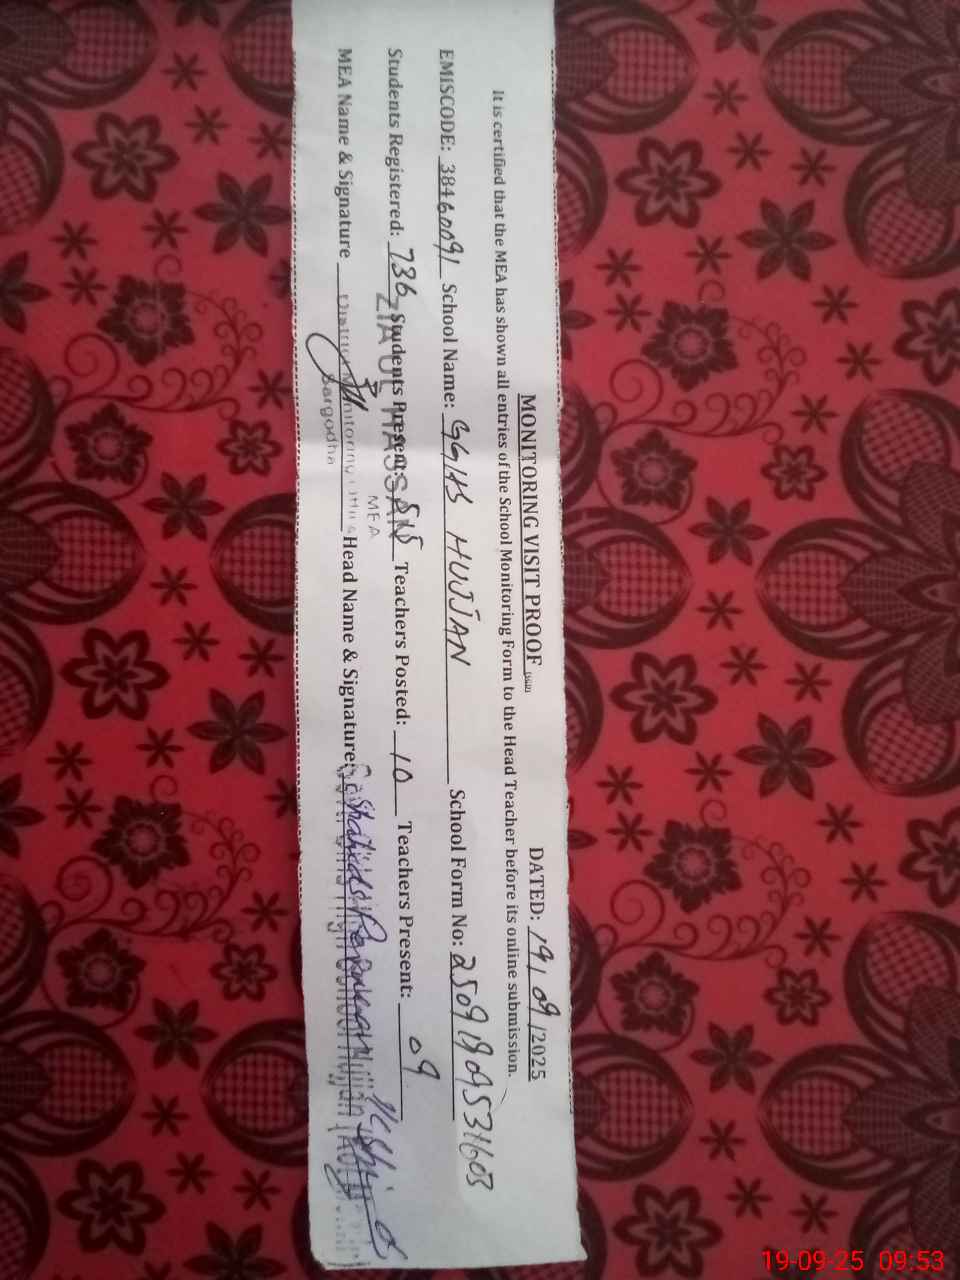 MONITORING VISIT PROOF DATED: 19/09/2025
It is certified that the MEA has shown all entries of the School Monitoring Form to the Head Teacher before its online submission.
EMISCODE: 38460091 School Name: GGHS HUJJAN School Form No:
Students Registered: 736 Students Present: Teachers Posted: 10 Teachers Present: 09
ZIA UL HASSAN
MEA
MEA Name & Signature Head Name & Signature:
District Monitoring Office
Sargodha
19-09-25 09:53